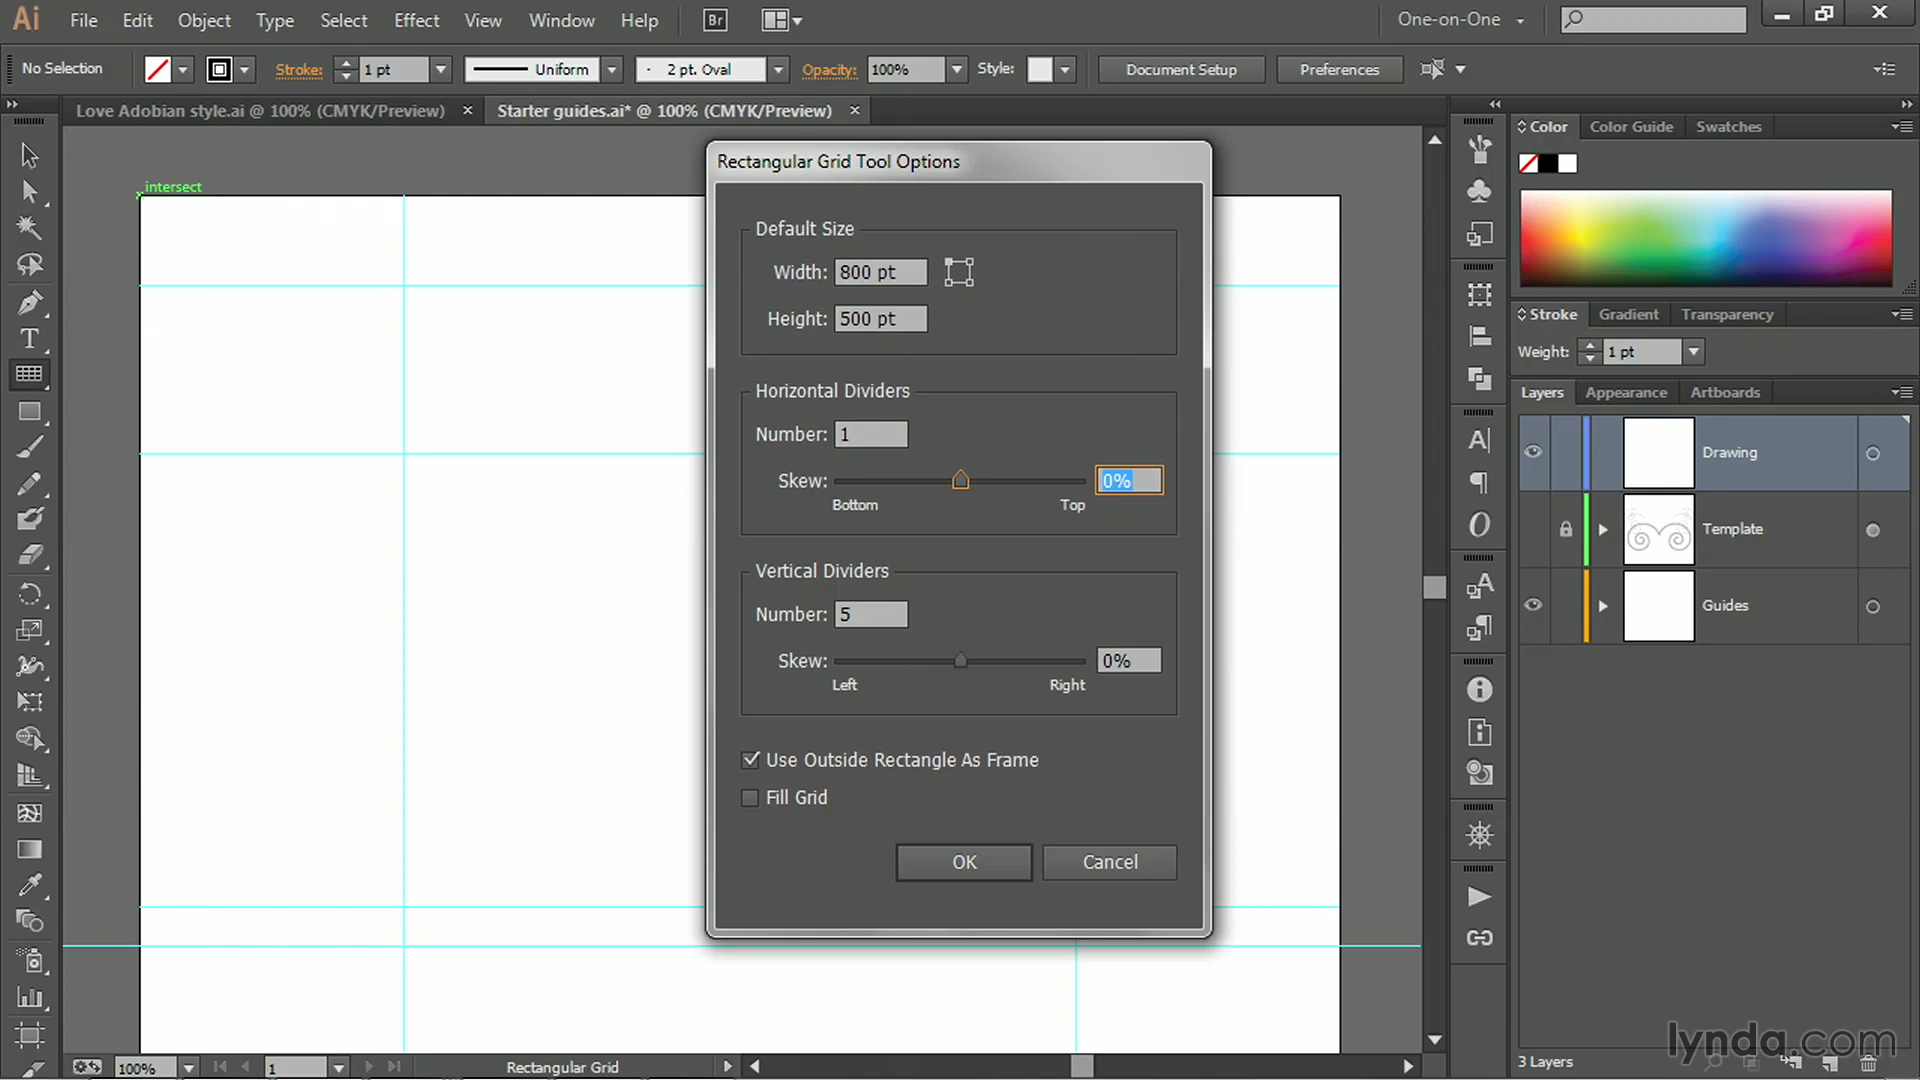 Ai File Edit Object Type Select Effect View Window Help Br One-on-One
No Selection Stroke: 1 pt Uniform 2 pt. Oval Opacity: 100% Style: Document Setup Preferences
Love Adobian style.ai @ 100% (CMYK/Preview) × Starter guides.ai* @ 100% (CMYK/Preview) ×
Color Color Guide Swatches
Rectangular Grid Tool Options
intersect
Default Size
Width: 800 pt
Height: 500 pt
Horizontal Dividers
Number: 1
Skew: 0%
Bottom Top
Vertical Dividers
Number: 5
Skew: 0%
Left Right
Use Outside Rectangle As Frame
Fill Grid
OK Cancel
Stroke Gradient Transparency
Weight: 1 pt
Layers Appearance Artboards
Drawing
Template
Guides
3 Layers
lynda.com
100% 1 Rectangular Grid